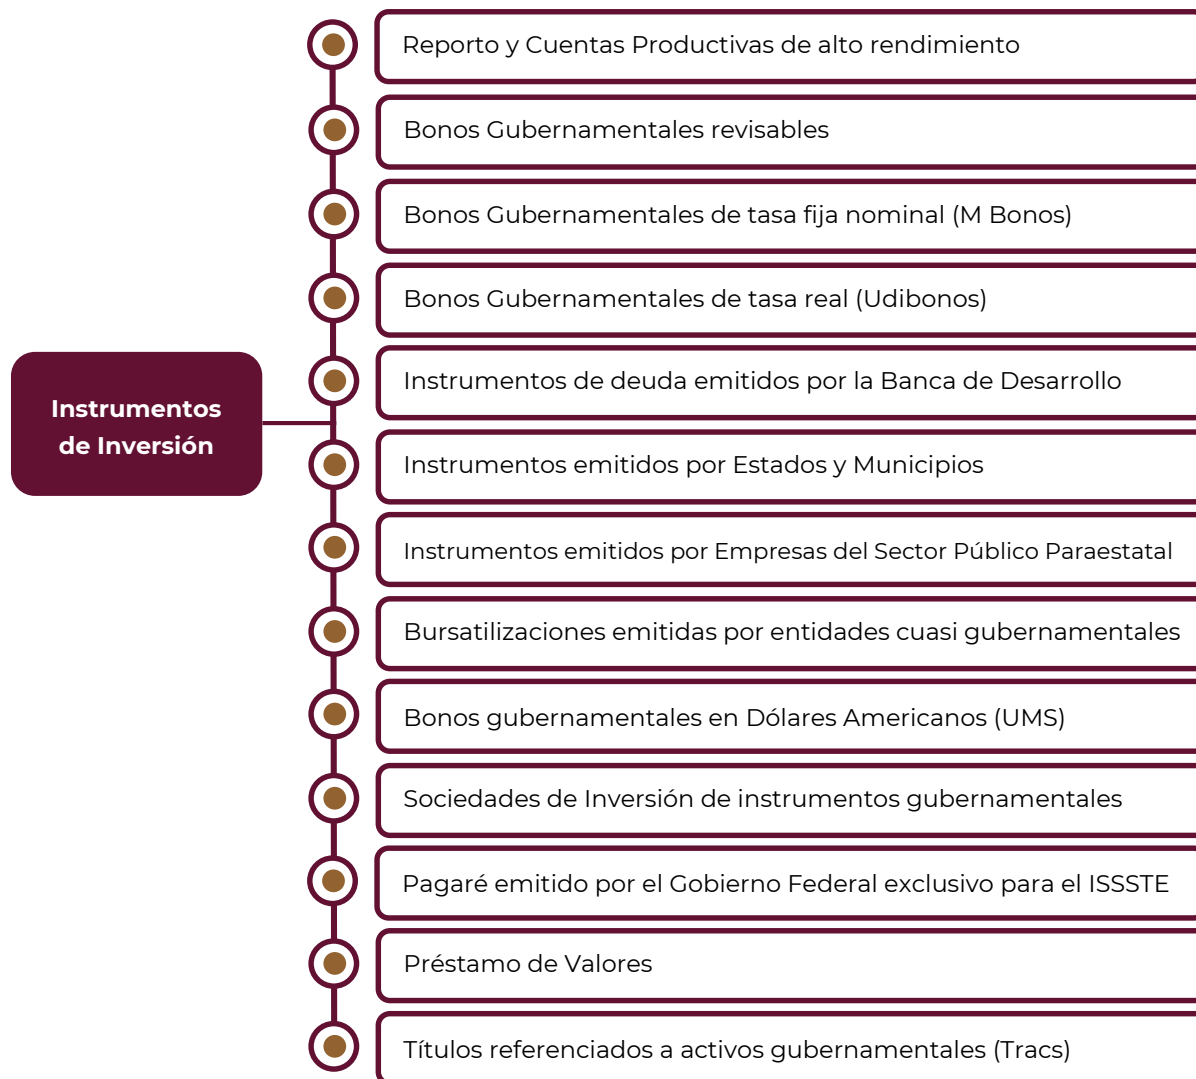 Reporto y Cuentas Productivas de alto rendimiento
Bonos Gubernamentales revisables
Bonos Gubernamentales de tasa fija nominal (M Bonos)
Bonos Gubernamentales de tasa real (Udibonos)
Instrumentos
de Inversión
Instrumentos de deuda emitidos por la Banca de Desarrollo
Instrumentos emitidos por Estados y Municipios
Instrumentos emitidos por Empresas del Sector Público Paraestatal
Bursatilizaciones emitidas por entidades cuasi gubernamentales
Bonos gubernamentales en Dólares Americanos (UMS)
Sociedades de Inversión de instrumentos gubernamentales
Pagaré emitido por el Gobierno Federal exclusivo para el ISSSTE
Préstamo de Valores
Títulos referenciados a activos gubernamentales (Tracs)